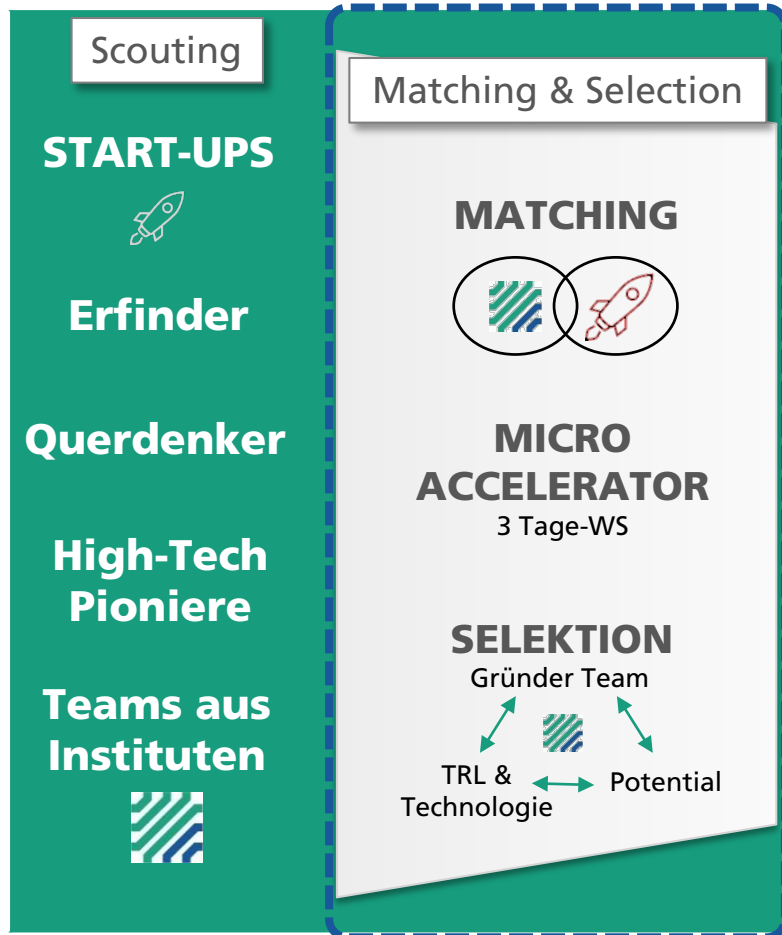 Scouting
START-UPS
Erfinder
Querdenker
High-Tech
Pioniere
Teams aus
Instituten
Matching & Selection
MATCHING
MICRO
ACCELERATOR
3 Tage-WS
SELEKTION
Gründer Team
TRL &
Technologie
Potential